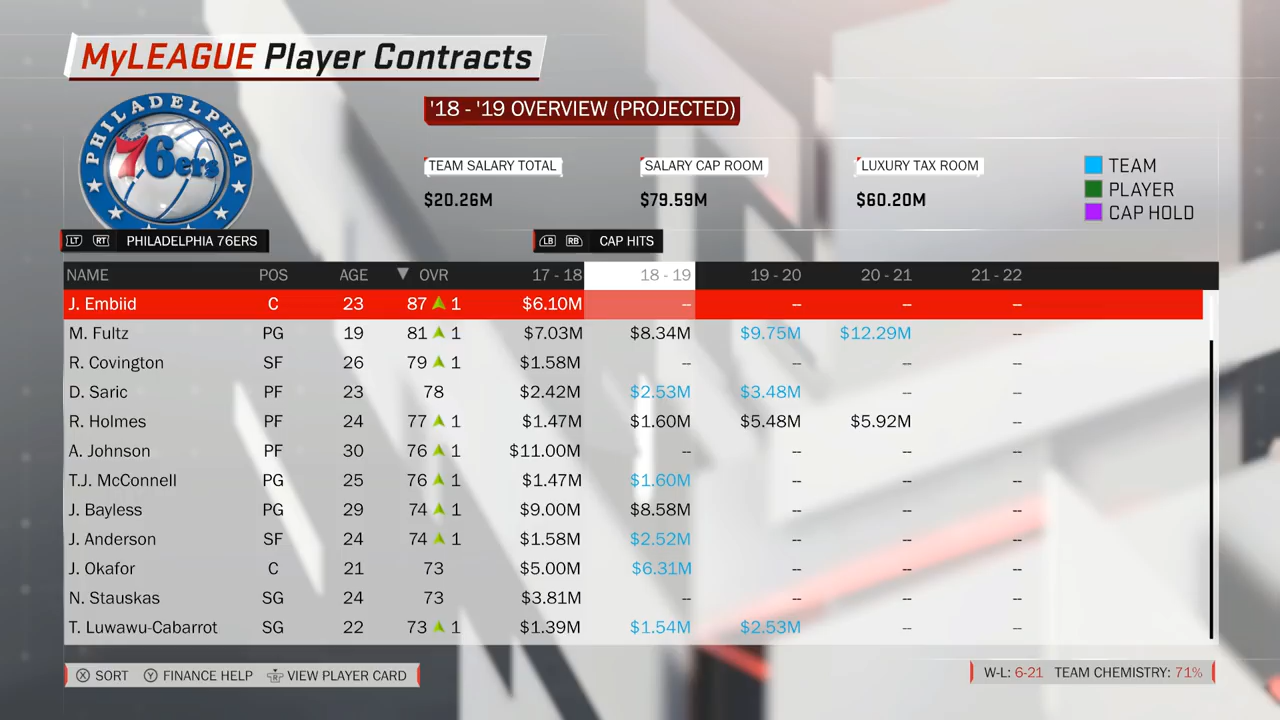 MyLEAGUE Player Contracts
PHILADELPHIA
76ers
'18 - '19 OVERVIEW (PROJECTED)
TEAM SALARY TOTAL SALARY CAP ROOM LUXURY TAX ROOM
$20.26M $79.59M $60.20M
TEAM
PLAYER
CAP HOLD
LT RT PHILADELPHIA 76ERS LB RB CAP HITS
NAME POS AGE OVR 17 - 18 18 - 19 19 - 20 20 - 21 21 - 22
J. Embiid C 23 87 1 $6.10M -- -- -- --
M. Fultz PG 19 81 1 $7.03M $8.34M $9.75M $12.29M --
R. Covington SF 26 79 1 $1.58M -- -- -- --
D. Saric PF 23 78 $2.42M $2.53M $3.48M -- --
R. Holmes PF 24 77 1 $1.47M $1.60M $5.48M $5.92M --
A. Johnson PF 30 76 1 $11.00M -- -- -- --
T.J. McConnell PG 25 76 1 $1.47M $1.60M -- -- --
J. Bayless PG 29 74 1 $9.00M $8.58M -- -- --
J. Anderson SF 24 74 1 $1.58M $2.52M -- -- --
J. Okafor C 21 73 $5.00M $6.31M -- -- --
N. Stauskas SG 24 73 $3.81M -- -- -- --
T. Luwawu-Cabarrot SG 22 73 1 $1.39M $1.54M $2.53M -- --
X SORT Y FINANCE HELP VIEW PLAYER CARD
W-L: 6-21 TEAM CHEMISTRY: 71%